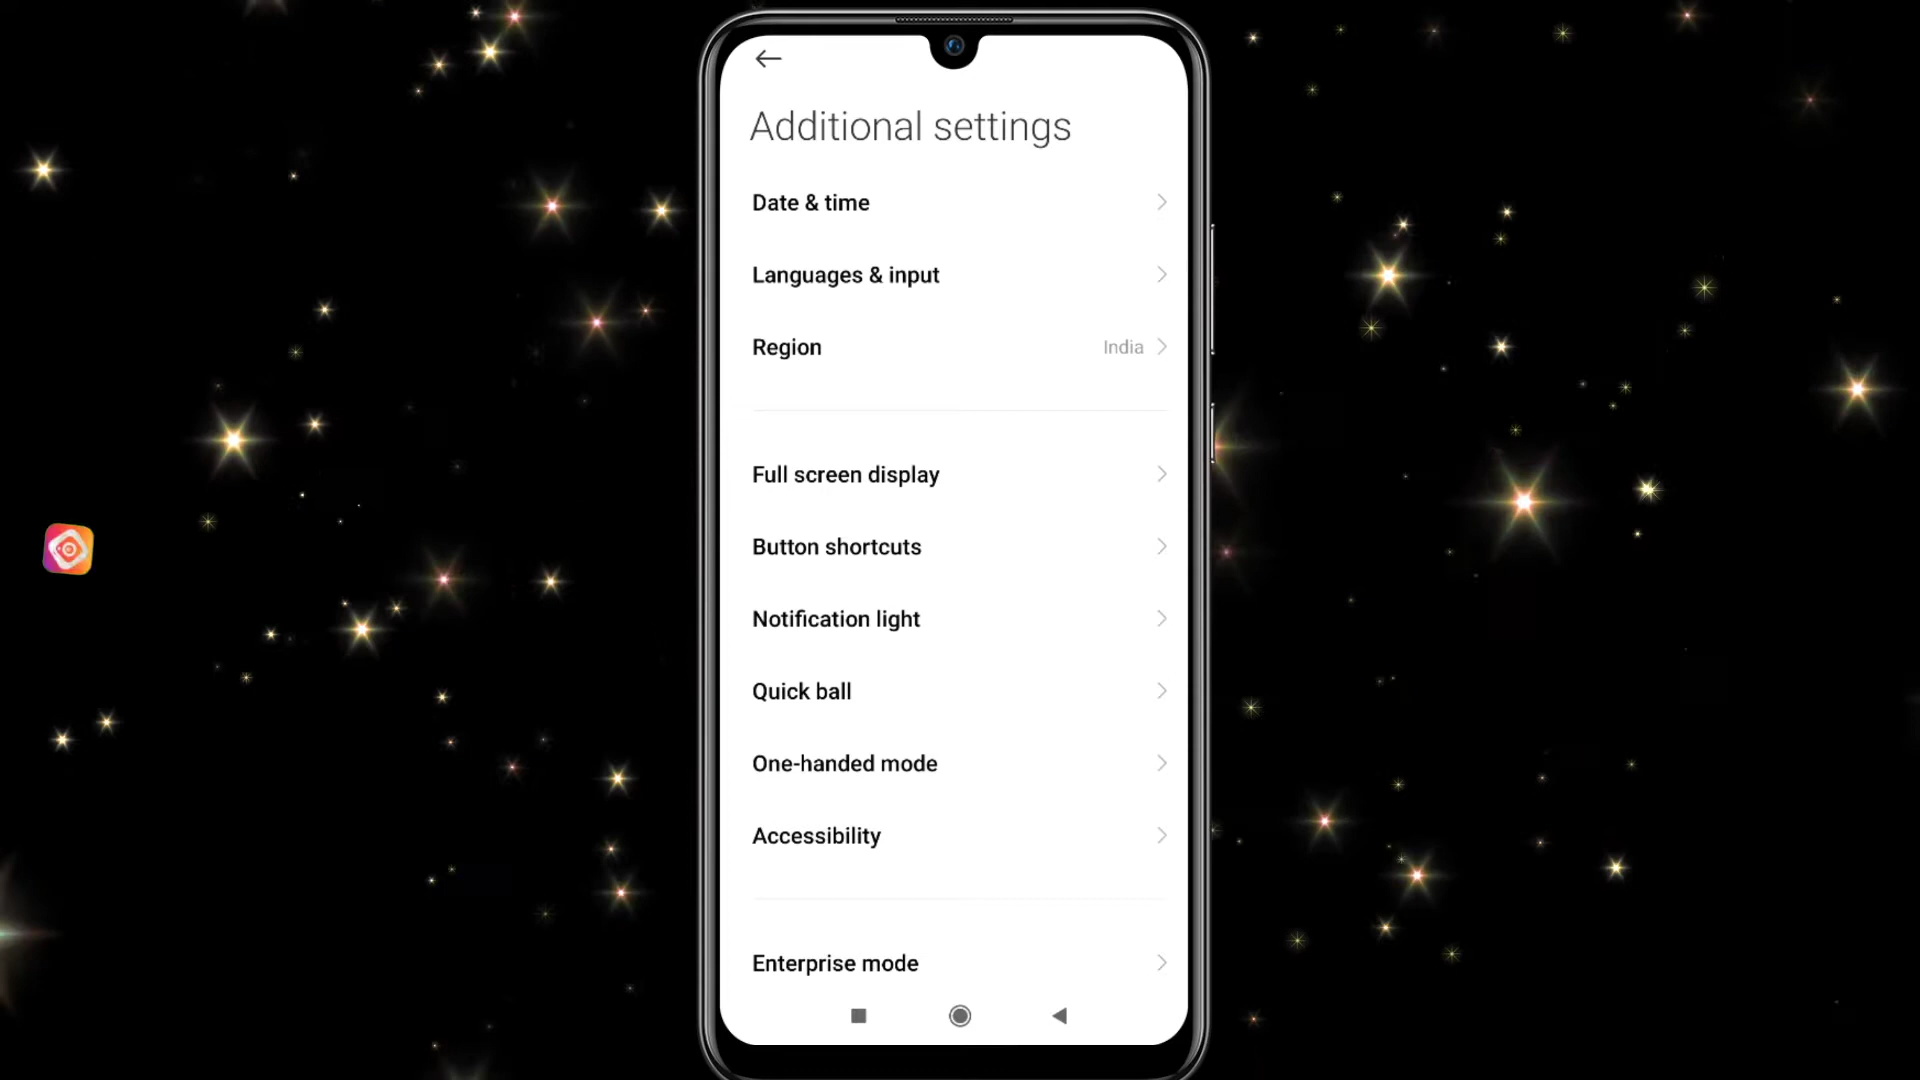 Additional settings
Date & time
Languages & input
Region India
Full screen display
Button shortcuts
Notification light
Quick ball
One-handed mode
Accessibility
Enterprise mode